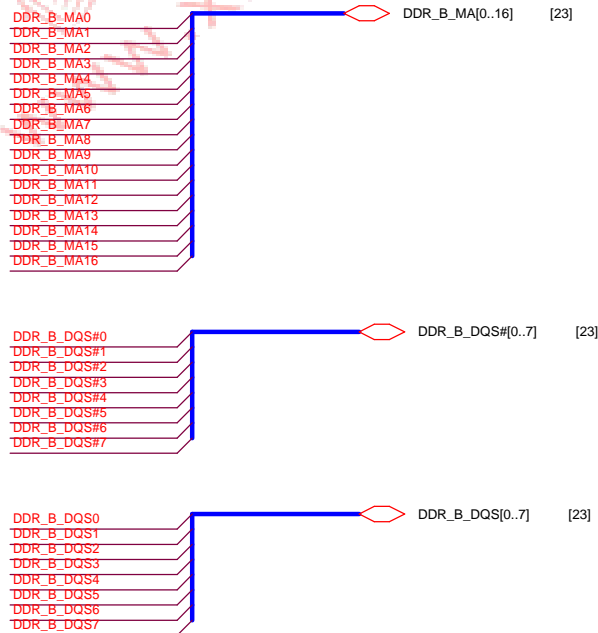 DDR_B_MA[0..16] [23]
DDR_B_MA0
DDR_B_MA1
DDR_B_MA2
DDR_B_MA3
DDR_B_MA4
DDR_B_MA5
DDR_B_MA6
DDR_B_MA7
DDR_B_MA8
DDR_B_MA9
DDR_B_MA10
DDR_B_MA11
DDR_B_MA12
DDR_B_MA13
DDR_B_MA14
DDR_B_MA15
DDR_B_MA16
DDR_B_DQS#[0..7] [23]
DDR_B_DQS#0
DDR_B_DQS#1
DDR_B_DQS#2
DDR_B_DQS#3
DDR_B_DQS#4
DDR_B_DQS#5
DDR_B_DQS#6
DDR_B_DQS#7
DDR_B_DQS[0..7] [23]
DDR_B_DQS0
DDR_B_DQS1
DDR_B_DQS2
DDR_B_DQS3
DDR_B_DQS4
DDR_B_DQS5
DDR_B_DQS6
DDR_B_DQS7